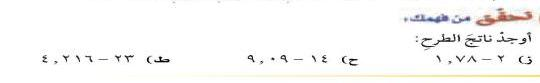 تحقق من فهمك:
أوجدْ ناتجَ الطرحِ:
ز) ٢ − ١,٧٨ ح) ١٤ − ٩,٠٩ ط) ٢٣ − ٤,٢١٦